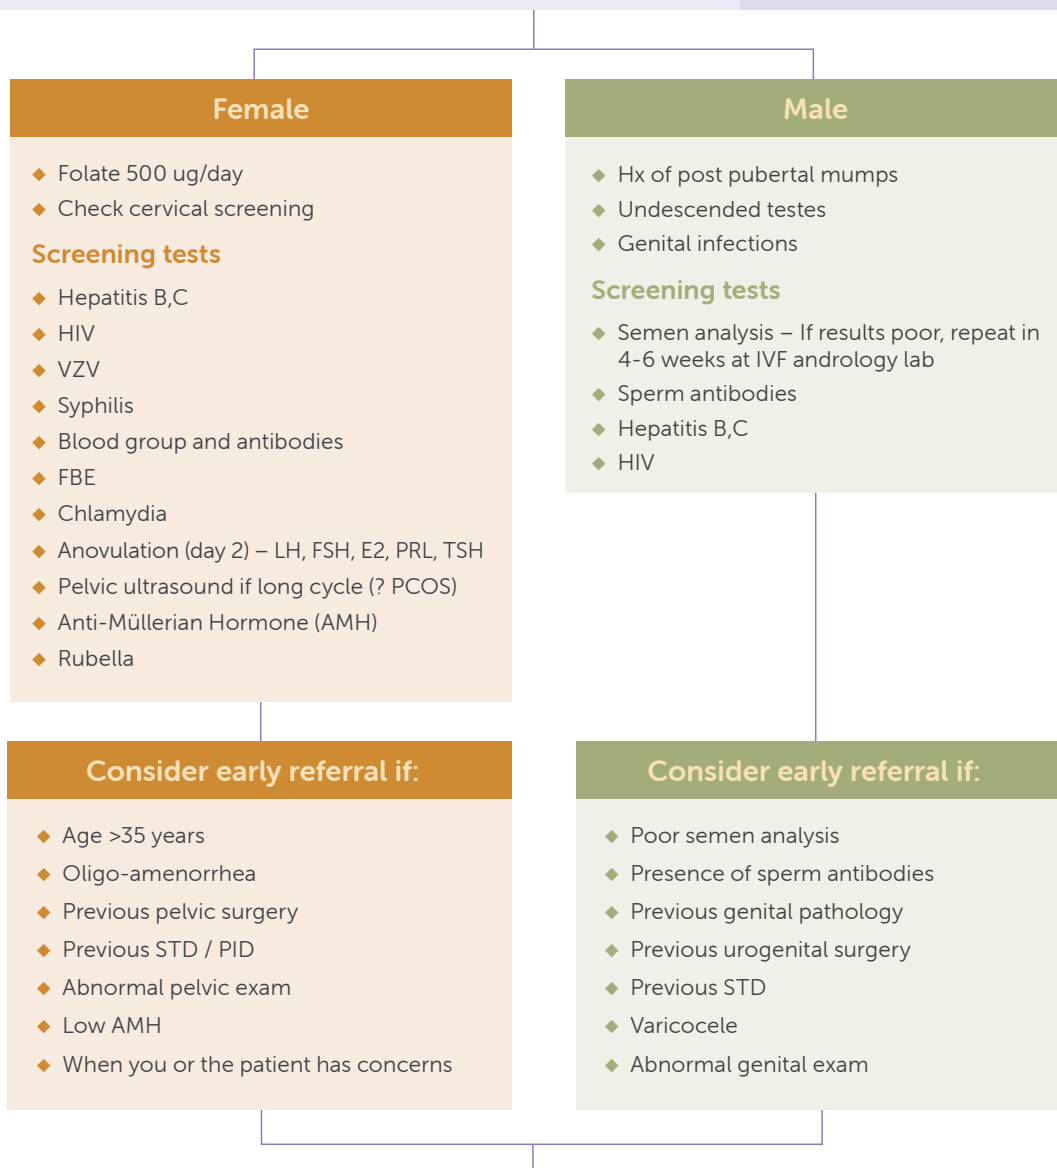 Female
◆ Folate 500 ug/day
◆ Check cervical screening
Screening tests
◆ Hepatitis B,C
◆ HIV
◆ VZV
◆ Syphilis
◆ Blood group and antibodies
◆ FBE
◆ Chlamydia
◆ Anovulation (day 2) – LH, FSH, E2, PRL, TSH
◆ Pelvic ultrasound if long cycle (? PCOS)
◆ Anti-Müllerian Hormone (AMH)
◆ Rubella
Male
◆ Hx of post pubertal mumps
◆ Undescended testes
◆ Genital infections
Screening tests
◆ Semen analysis – If results poor, repeat in
4-6 weeks at IVF andrology lab
◆ Sperm antibodies
◆ Hepatitis B,C
◆ HIV
Consider early referral if:
◆ Age >35 years
◆ Oligo-amenorrhea
◆ Previous pelvic surgery
◆ Previous STD / PID
◆ Abnormal pelvic exam
◆ Low AMH
◆ When you or the patient has concerns
Consider early referral if:
◆ Poor semen analysis
◆ Presence of sperm antibodies
◆ Previous genital pathology
◆ Previous urogenital surgery
◆ Previous STD
◆ Varicocele
◆ Abnormal genital exam